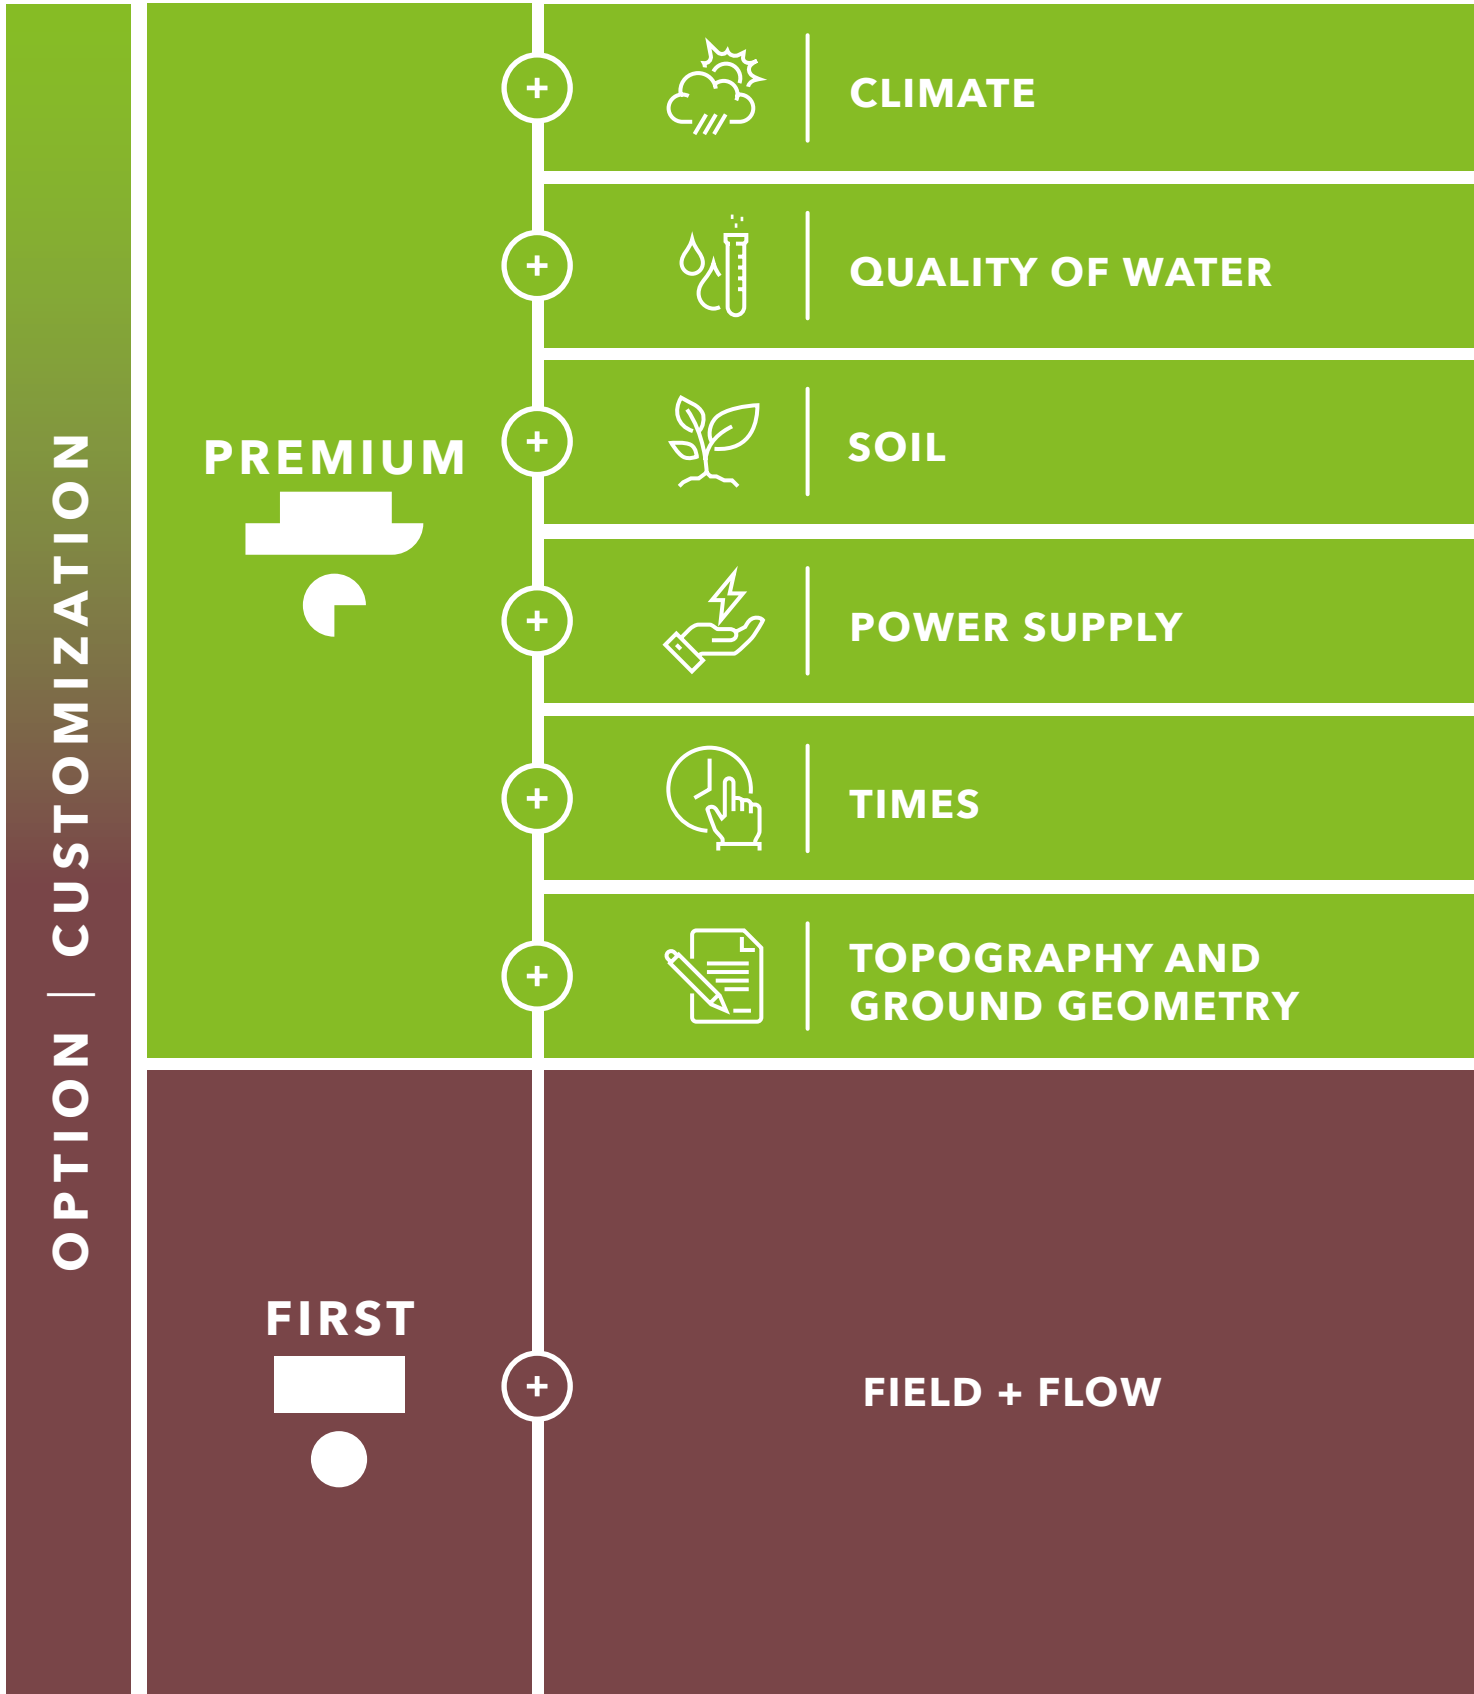 OPTION | CUSTOMIZATION
PREMIUM
+ CLIMATE
+ QUALITY OF WATER
+ SOIL
+ POWER SUPPLY
+ TIMES
+ TOPOGRAPHY AND
GROUND GEOMETRY
FIRST
+ FIELD + FLOW